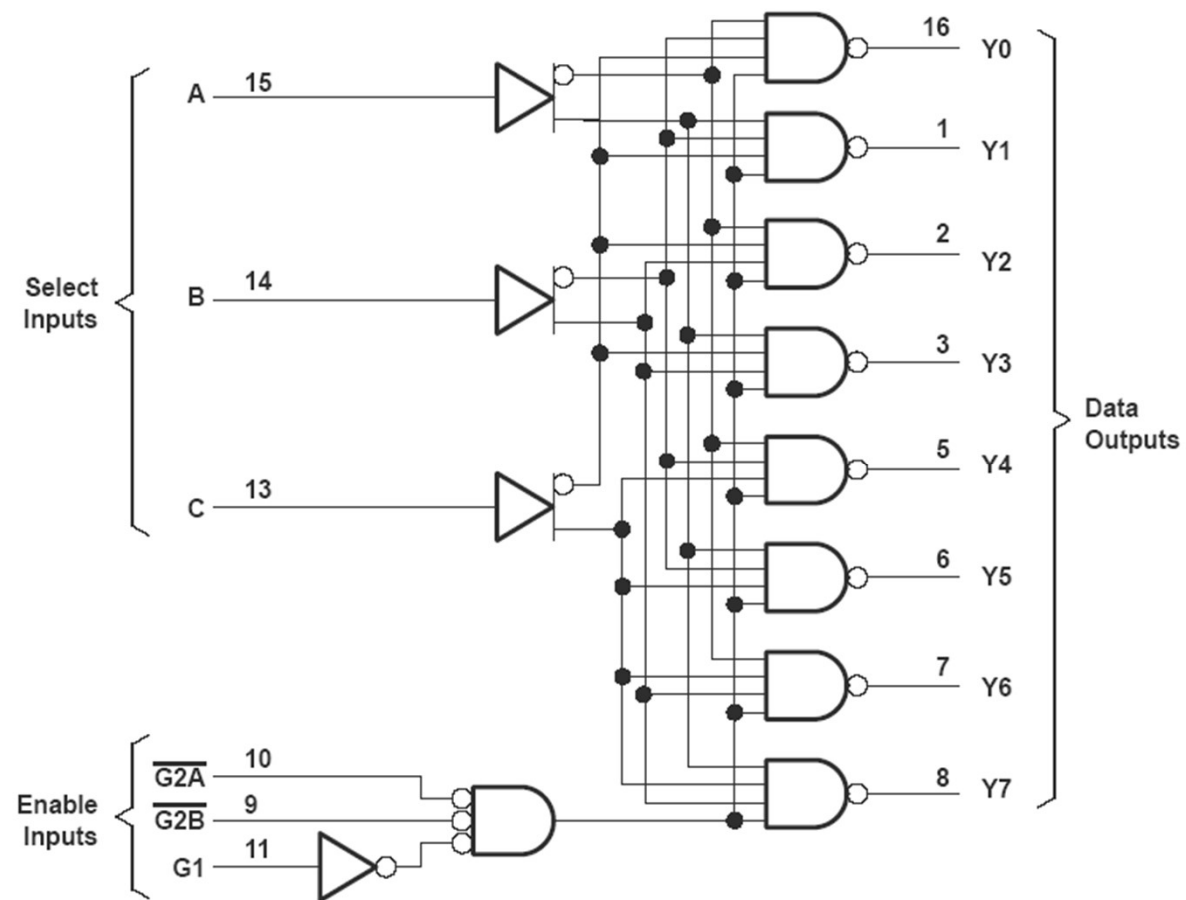 16 Y0
A 15
1 Y1
2 Y2
Select
Inputs
B 14
3 Y3
Data
Outputs
5 Y4
C 13
6 Y5
7 Y6
8 Y7
Enable
Inputs
G2A 10
G2B 9
G1 11